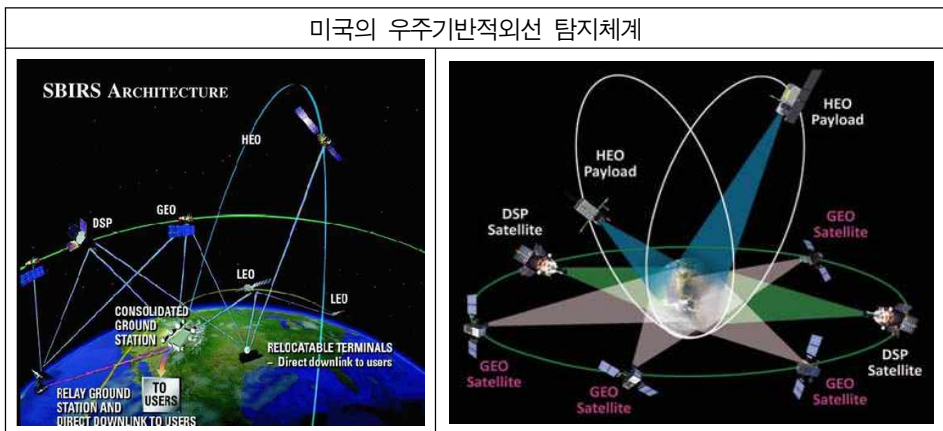 미국의 우주기반적외선 탐지체계
SBIRS ARCHITECTURE
HEO
DSP
GEO
LEO
LEO
CONSOLIDATED
GROUND
STATION
RELOCATABLE TERMINALS
– Direct downlink to users
TO
USERS
RELAY GROUND
STATION AND
DIRECT DOWNLINK TO USERS
HEO
Payload
HEO
Payload
DSP
Satellite
GEO
Satellite
GEO
Satellite
GEO
Satellite
GEO
Satellite
DSP
Satellite